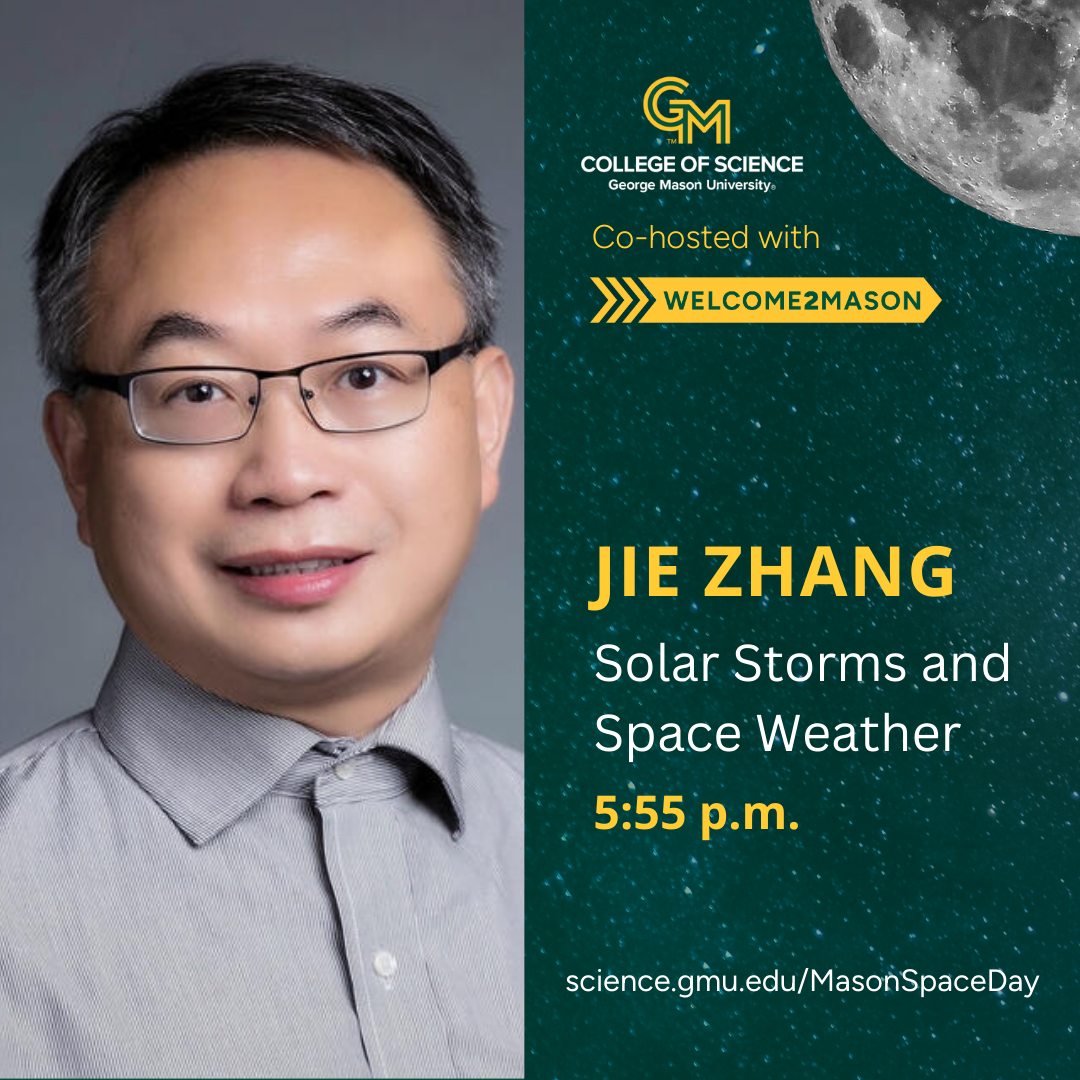 GM
TM
COLLEGE OF SCIENCE
George Mason University®
Co-hosted with
WELCOME2MASON
JIE ZHANG
Solar Storms and
Space Weather
5:55 p.m.
science.gmu.edu/MasonSpaceDay